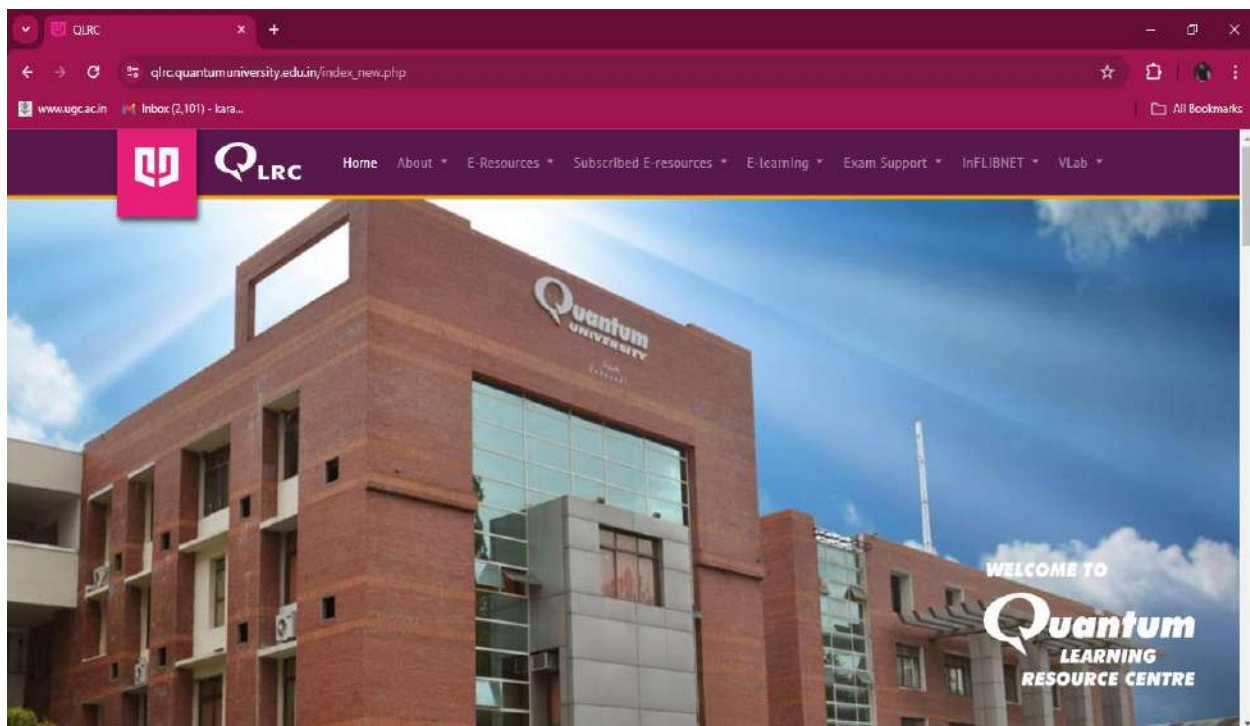 QLRC
qlrc.quantumuniversity.edu.in/index_new.php
www.ugc.ac.in Inbox (2,101) - kara... All Bookmarks
QLRC Home About E-Resources Subscribed E-resources E-learning Exam Support InFLIBNET VLab
Quantum
UNIVERSITY
WELCOME TO
Quantum
LEARNING
RESOURCE CENTRE